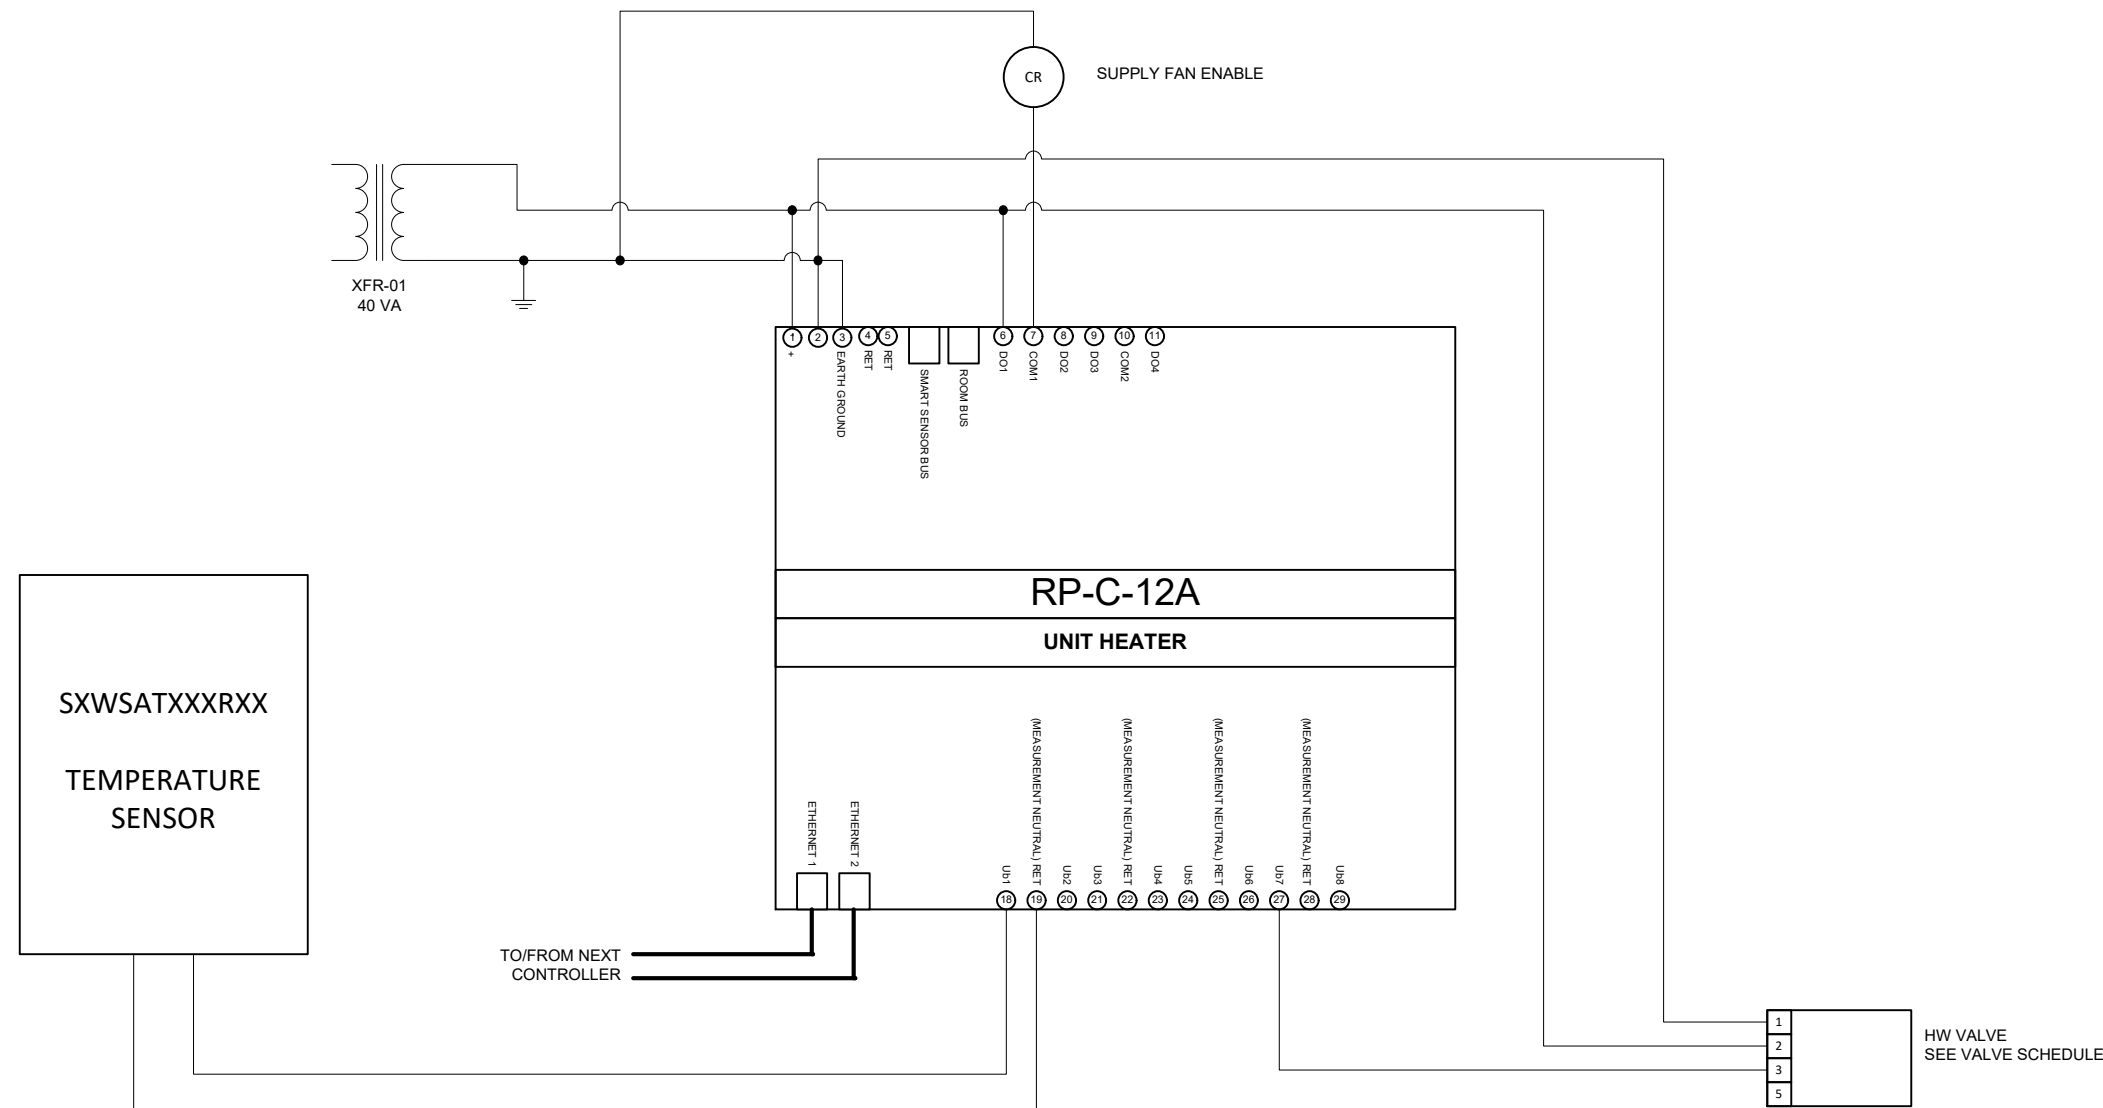 CR
SUPPLY FAN ENABLE
XFR-01
40 VA
1
2
3
4
5
6
7
8
9
10
11
+
EARTH GROUND
RET
RET
SMART SENSOR BUS
ROOM BUS
DO1
COM1
DO2
DO3
COM2
DO4
RP-C-12A
UNIT HEATER
SXWSATXXXRXX
TEMPERATURE
SENSOR
ETHERNET 1
ETHERNET 2
Ub1
(MEASUREMENT NEUTRAL) RET
Ub2
Ub3
(MEASUREMENT NEUTRAL) RET
Ub4
Ub5
(MEASUREMENT NEUTRAL) RET
Ub6
Ub7
(MEASUREMENT NEUTRAL) RET
Ub8
18
19
20
21
22
23
24
25
26
27
28
29
TO/FROM NEXT
CONTROLLER
1
2
3
5
HW VALVE
SEE VALVE SCHEDULE